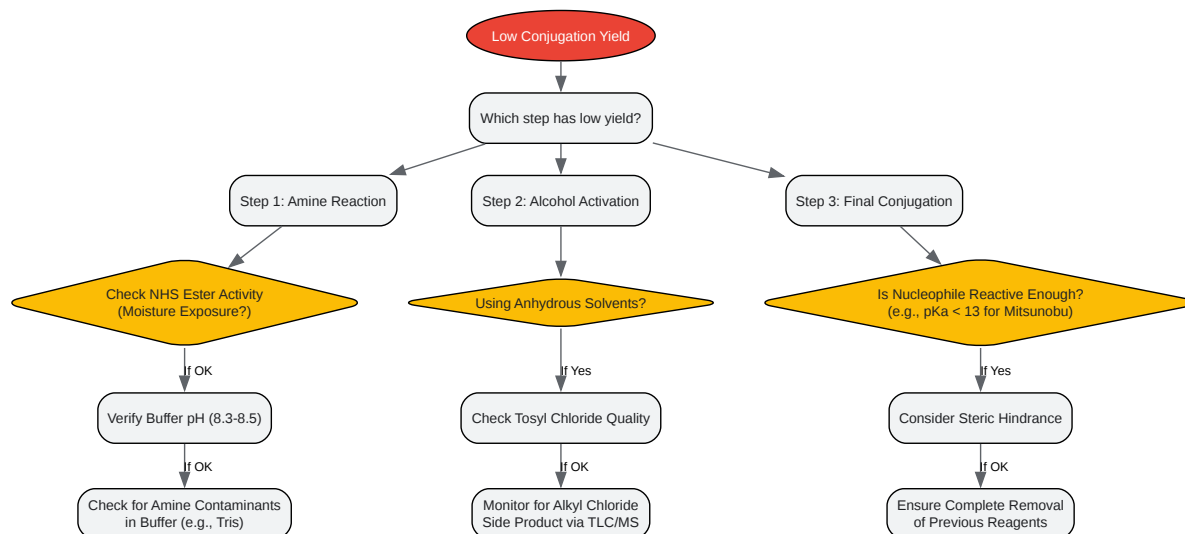 Low Conjugation Yield
Which step has low yield?
Step 1: Amine Reaction
Step 2: Alcohol Activation
Step 3: Final Conjugation
Check NHS Ester Activity
(Moisture Exposure?)
Using Anhydrous Solvents?
Is Nucleophile Reactive Enough?
(e.g., pKa < 13 for Mitsunobu)
If OK
If Yes
If Yes
Verify Buffer pH (8.3-8.5)
Check Tosyl Chloride Quality
Consider Steric Hindrance
If OK
If OK
If OK
Check for Amine Contaminants
in Buffer (e.g., Tris)
Monitor for Alkyl Chloride
Side Product via TLC/MS
Ensure Complete Removal
of Previous Reagents